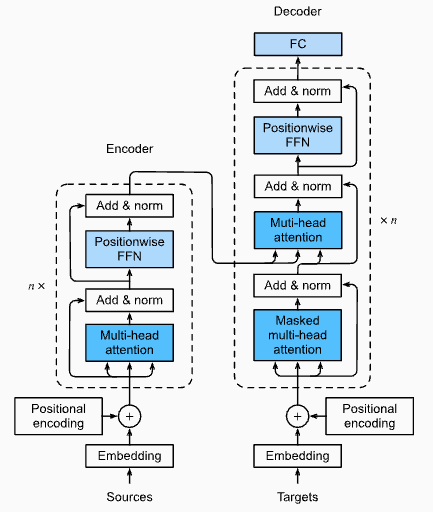 Decoder
FC
Add & norm
Positionwise
FFN
Add & norm
Muti-head
attention
× n
Add & norm
Masked
multi-head
attention
Positional
encoding
+
Embedding
Targets
Encoder
Add & norm
Positionwise
FFN
n ×
Add & norm
Multi-head
attention
Positional
encoding
+
Embedding
Sources